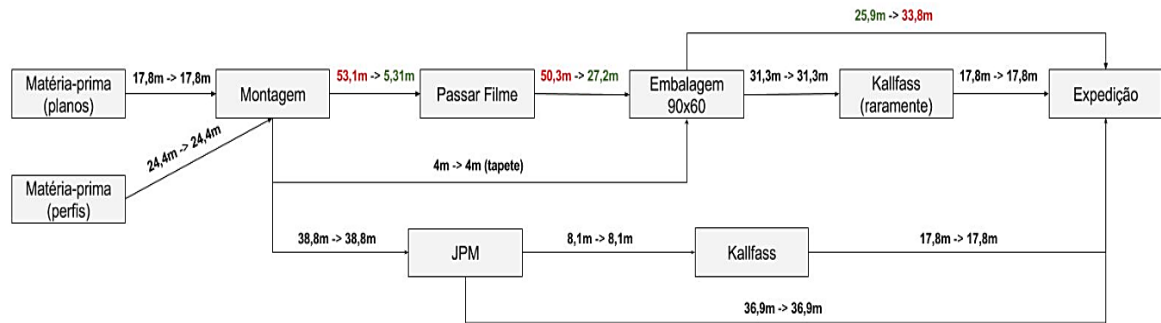 25,9m -> 33,8m
17,8m -> 17,8m
53,1m -> 5,31m
50,3m -> 27,2m
31,3m -> 31,3m
17,8m -> 17,8m
Matéria-prima
(planos)
Montagem
Passar Filme
Embalagem
90x60
Kallfass
(raramente)
Expedição
24,4m -> 24,4m
4m -> 4m (tapete)
Matéria-prima
(perfis)
38,8m -> 38,8m
JPM
8,1m -> 8,1m
Kallfass
17,8m -> 17,8m
36,9m -> 36,9m